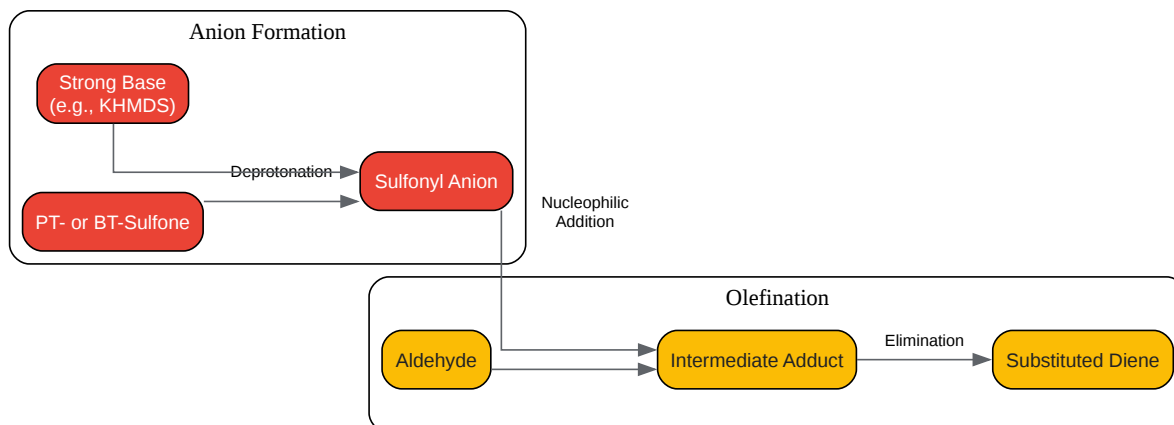 Anion Formation
Strong Base
(e.g., KHMDS)
Deprotonation
Sulfonyl Anion
PT- or BT-Sulfone
Nucleophilic
Addition
Olefination
Aldehyde
Intermediate Adduct
Elimination
Substituted Diene